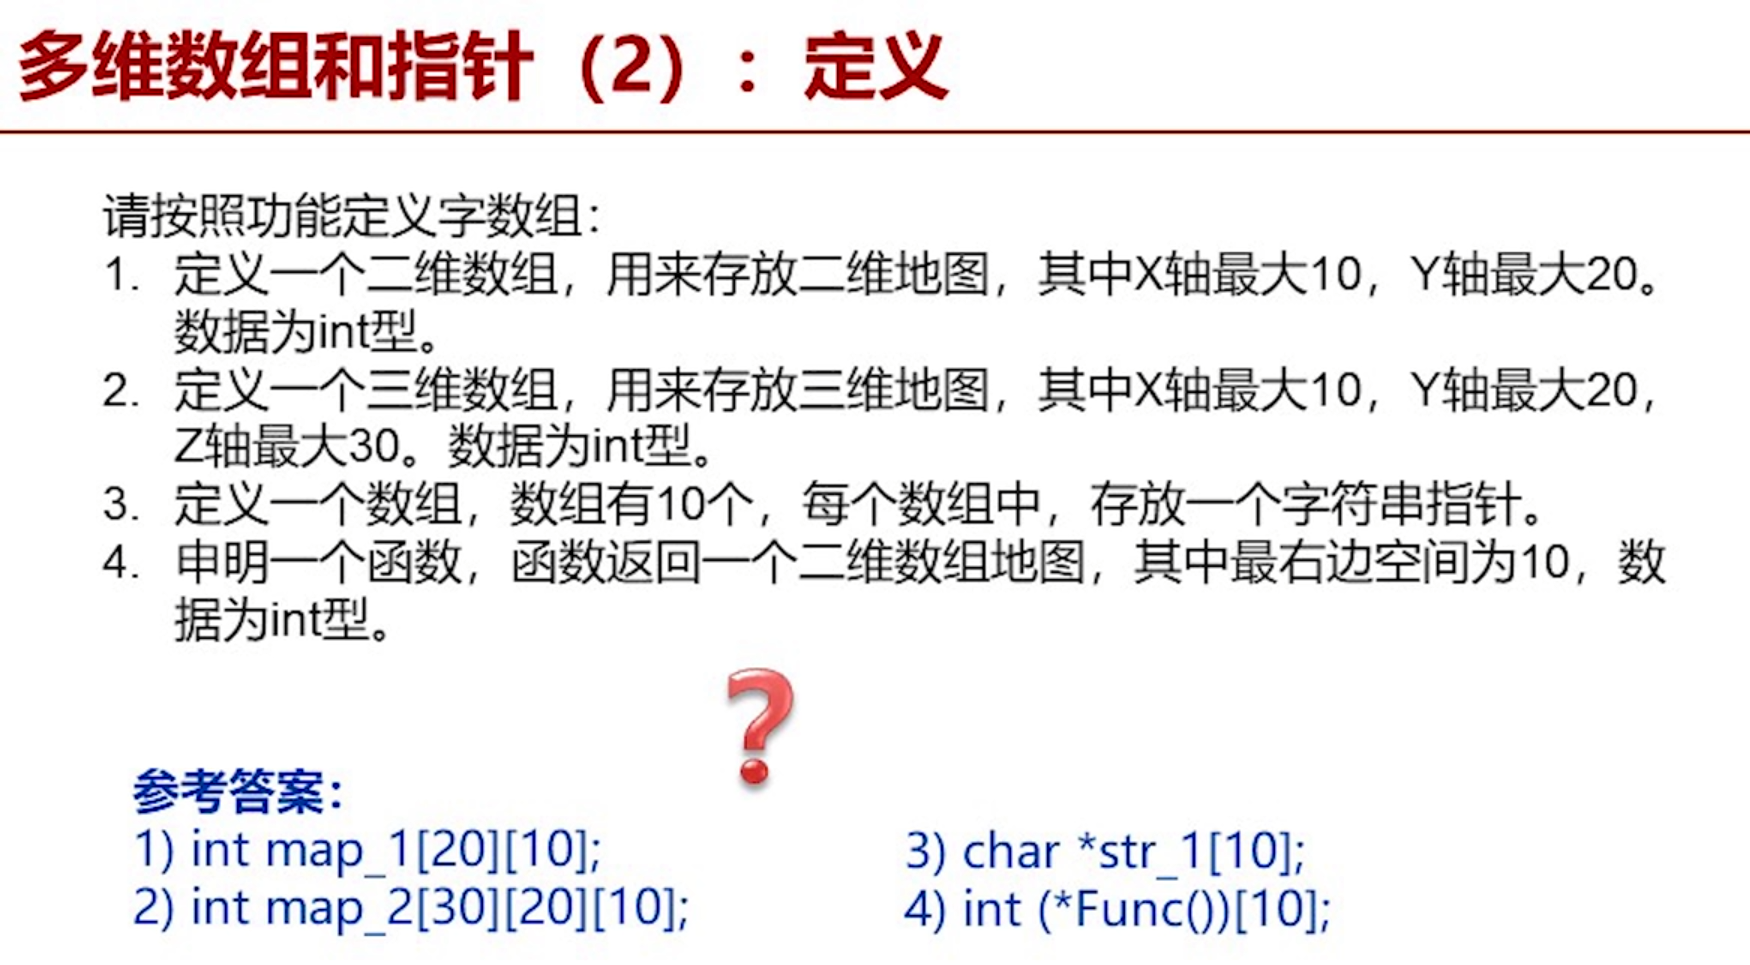 多维数组和指针（2）：定义
请按照功能定义字数组：
1. 定义一个二维数组，用来存放二维地图，其中X轴最大10，Y轴最大20。
数据为int型。
2. 定义一个三维数组，用来存放三维地图，其中X轴最大10，Y轴最大20，
Z轴最大30。数据为int型。
3. 定义一个数组，数组有10个，每个数组中，存放一个字符串指针。
4. 申明一个函数，函数返回一个二维数组地图，其中最右边空间为10，数
据为int型。
?
参考答案：
1) int map_1[20][10];
2) int map_2[30][20][10];
3) char *str_1[10];
4) int (*Func())[10];